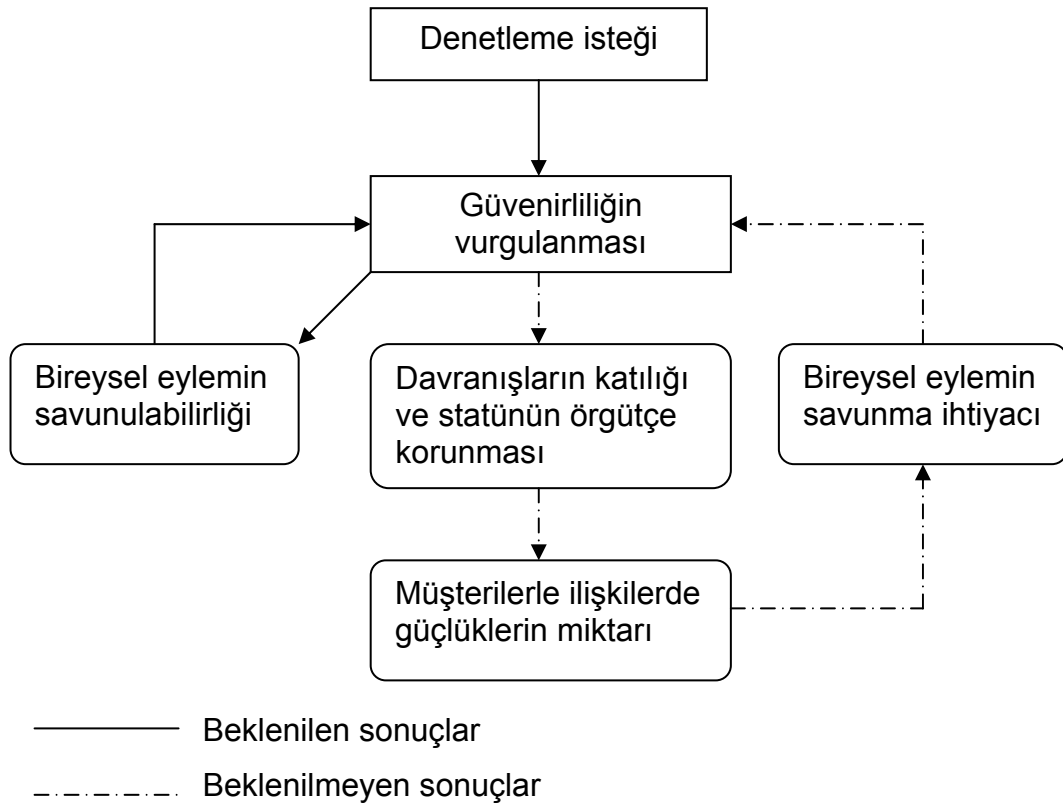 Denetleme isteği
Güvenirliliğin
vurgulanması
Bireysel eylemin
savunulabilirliği
Davranışların katılığı
ve statünün örgütçe
korunması
Bireysel eylemin
savunma ihtiyacı
Müşterilerle ilişkilerde
güçlüklerin miktarı
Beklenilen sonuçlar
Beklenilmeyen sonuçlar